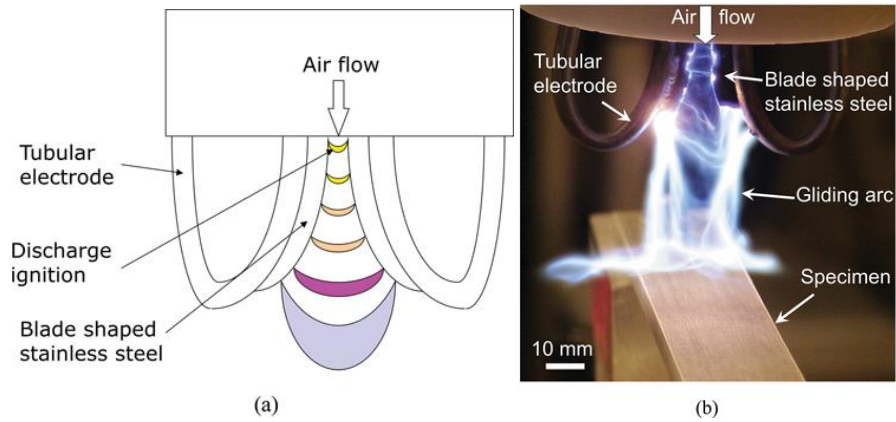 Air flow
Tubular
electrode
Discharge
ignition
Blade shaped
stainless steel
(a)
Air flow
Tubular
electrode
Blade shaped
stainless steel
Gliding arc
Specimen
10 mm
(b)